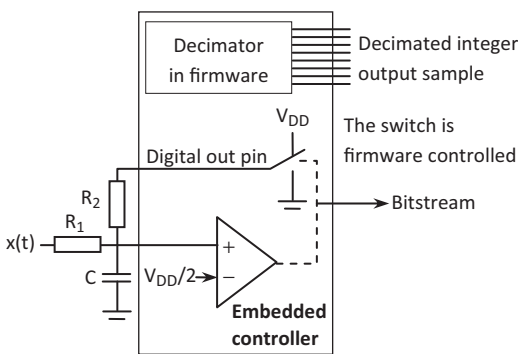 Decimator
in firmware
Decimated integer
output sample
V_DD
The switch is
firmware controlled
Digital out pin
R_2
R_1
Bitstream
x(t)
+
C
V_DD/2
−
Embedded
controller